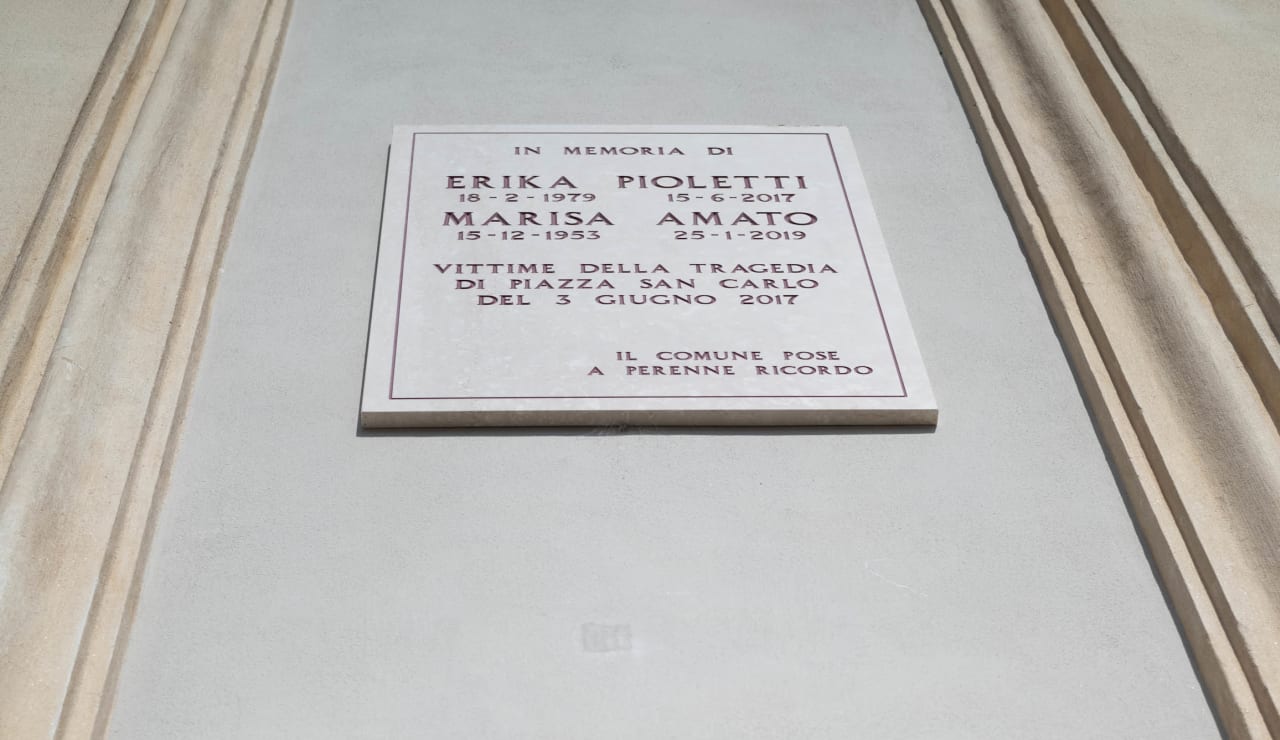 IN MEMORIA DI
ERIKA PIOLETTI
18-2-1979 15-6-2017
MARISA AMATO
15-12-1953 25-1-2019
VITTIME DELLA TRAGEDIA
DI PIAZZA SAN CARLO
DEL 3 GIUGNO 2017
IL COMUNE POSE
A PERENNE RICORDO